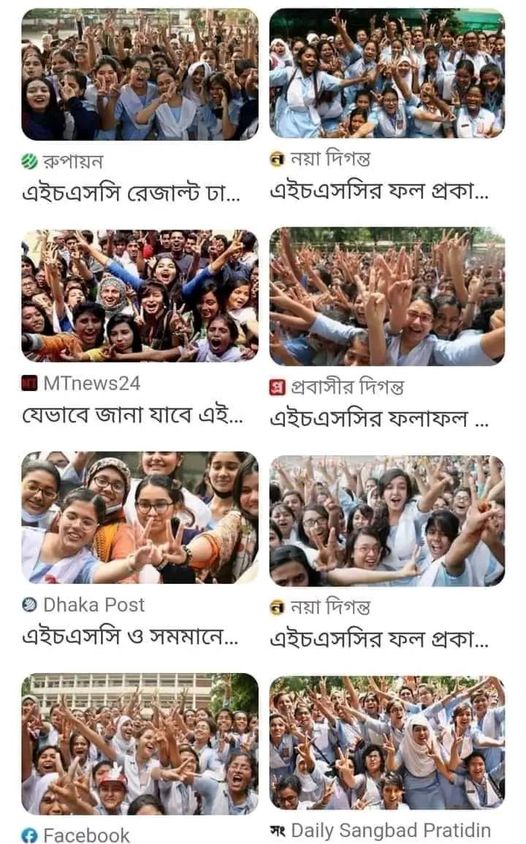 রুপায়ন
এইচএসসি রেজাল্ট ঢা...
নয়া দিগন্ত
এইচএসসির ফল প্রকা...
MTnews24
যেভাবে জানা যাবে এই...
প্রবাসীর দিগন্ত
এইচএসসির ফলাফল ...
Dhaka Post
এইচএসসি ও সমমানে...
নয়া দিগন্ত
এইচএসসির ফল প্রকা...
Facebook
সং Daily Sangbad Pratidin